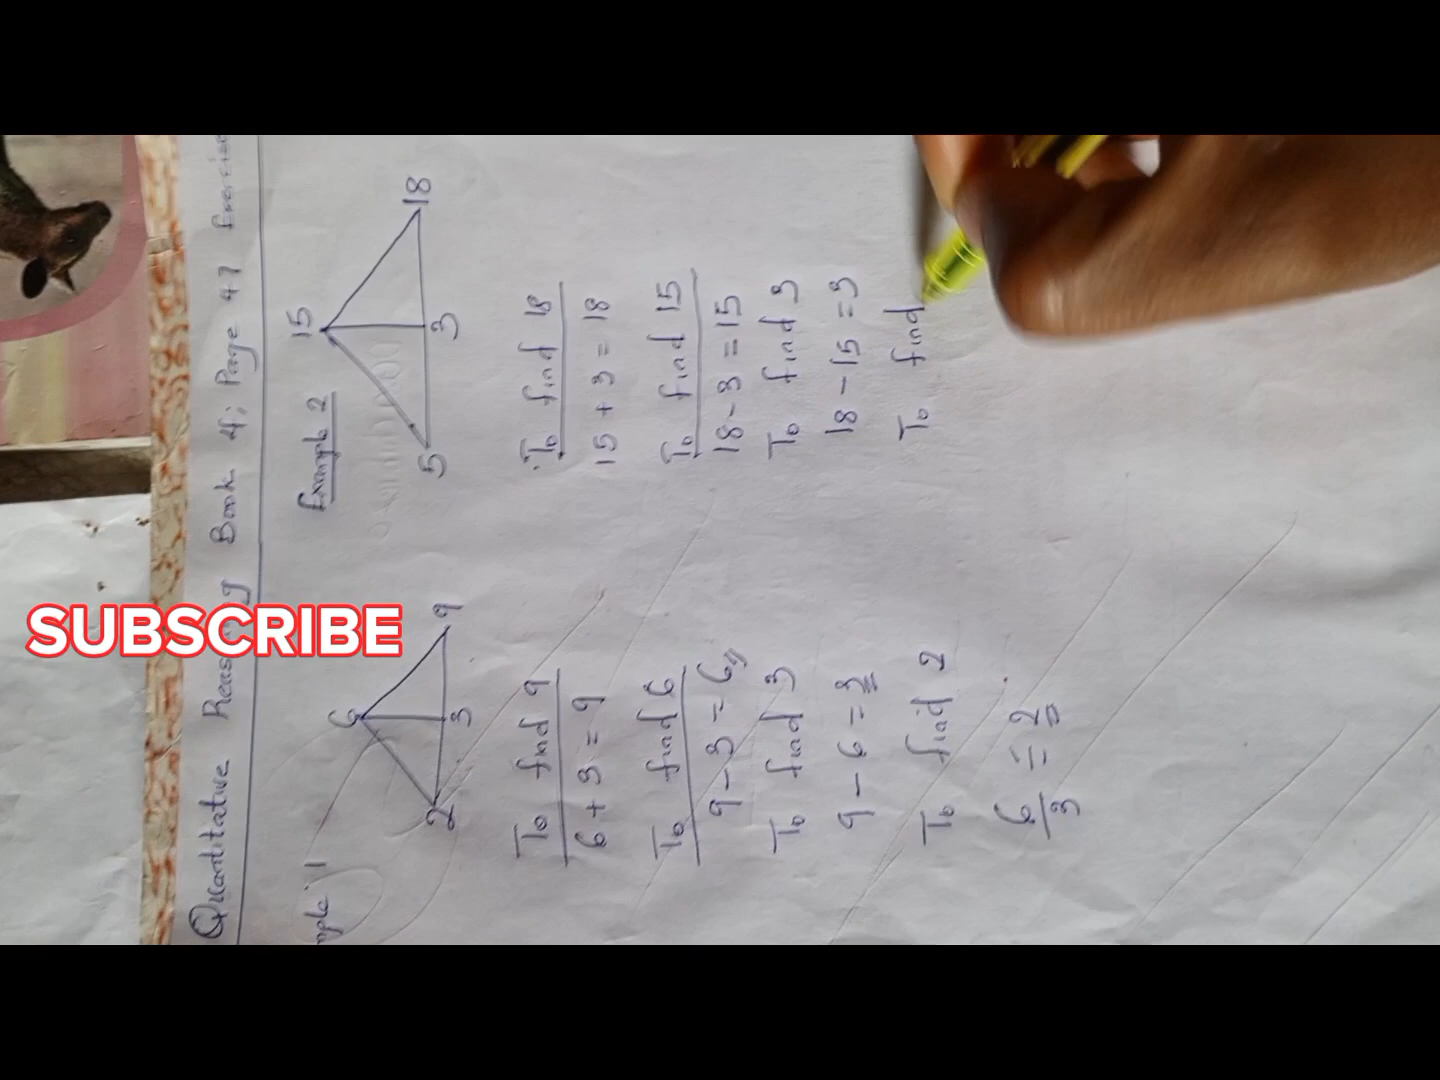 SUBSCRIBE
Quantitative Book 4; Page 47
6
2 3 9
To find 9
6 + 3 = 9
To find 6
9 - 3 = 6
To find 3
9 - 6 = 3
To find 2
6/3 = 2
Example 2
15
5 3 18
To find 18
15 + 3 = 18
To find 15
18 - 3 = 15
To find 3
18 - 15 = 3
To find